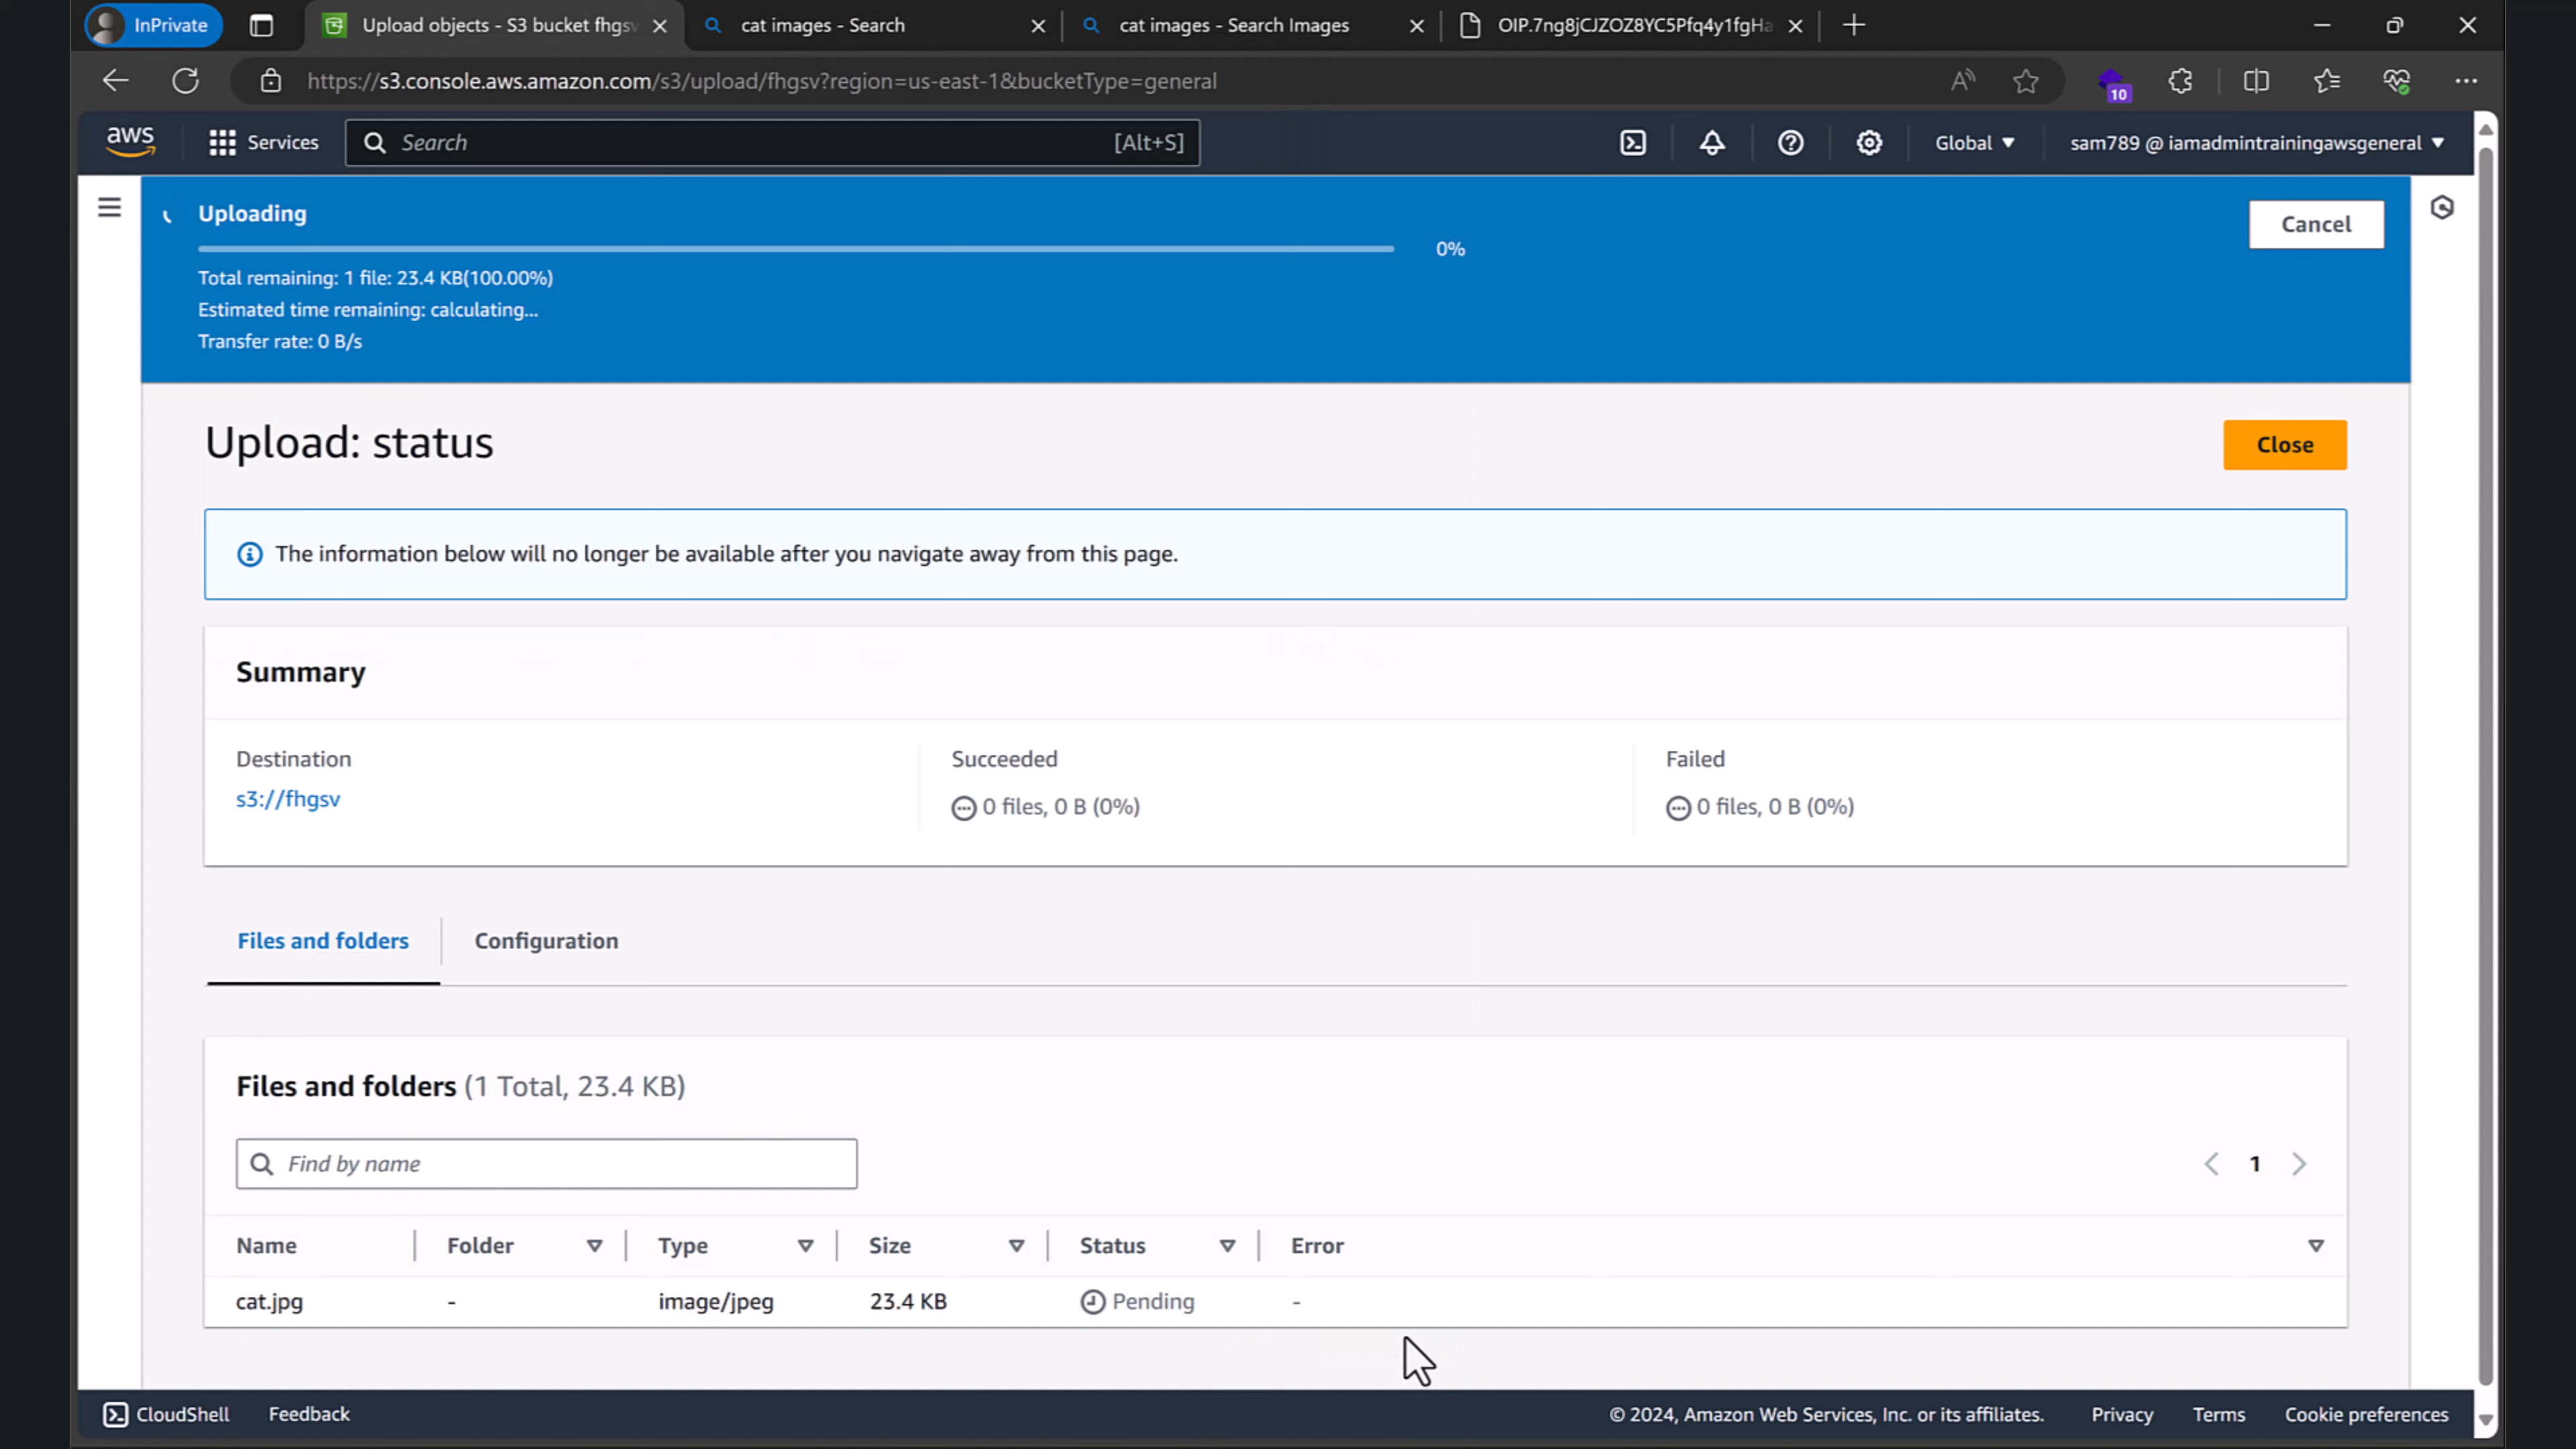 InPrivate
Upload objects - S3 bucket fhgsv
cat images - Search
cat images - Search Images
OIP.7ng8jCJZOZ8YC5Pfq4y1fgHa
https://s3.console.aws.amazon.com/s3/upload/fhgsv?region=us-east-1&bucketType=general
10
aws
Services
Search
[Alt+S]
Global
sam789 @ iamadmintrainingawsgeneral
Uploading
0%
Cancel
Total remaining: 1 file: 23.4 KB(100.00%)
Estimated time remaining: calculating...
Transfer rate: 0 B/s
Upload: status
Close
The information below will no longer be available after you navigate away from this page.
Summary
Destination
s3://fhgsv
Succeeded
0 files, 0 B (0%)
Failed
0 files, 0 B (0%)
Files and folders
Configuration
Files and folders (1 Total, 23.4 KB)
Find by name
1
Name Folder Type Size Status Error
cat.jpg - image/jpeg 23.4 KB Pending -
CloudShell
Feedback
© 2024, Amazon Web Services, Inc. or its affiliates.
Privacy
Terms
Cookie preferences